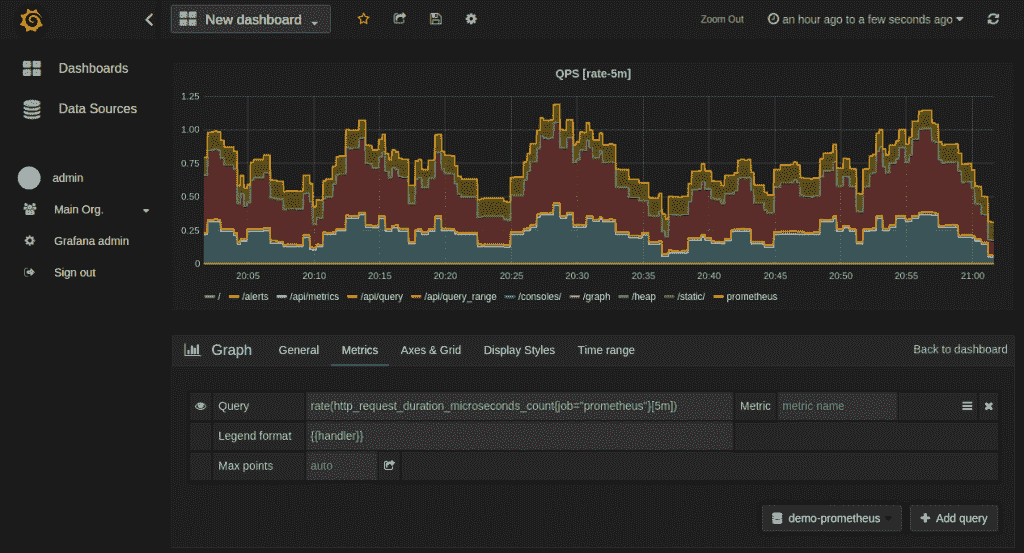 New dashboard
Zoom Out
an hour ago to a few seconds ago
Dashboards
Data Sources
admin
Main Org.
Grafana admin
Sign out
QPS [rate-5m]
1.25
1.00
0.75
0.50
0.25
0
20:05 20:10 20:15 20:20 20:25 20:30 20:35 20:40 20:45 20:50 20:55 21:00
/ /alerts /api/metrics /api/query /api/query_range /consoles/ /graph /heap /static/ prometheus
Graph General Metrics Axes & Grid Display Styles Time range Back to dashboard
Query rate(http_request_duration_microseconds_count{job="prometheus"}[5m]) Metric metric name
Legend format {{handler}}
Max points auto
demo-prometheus Add query